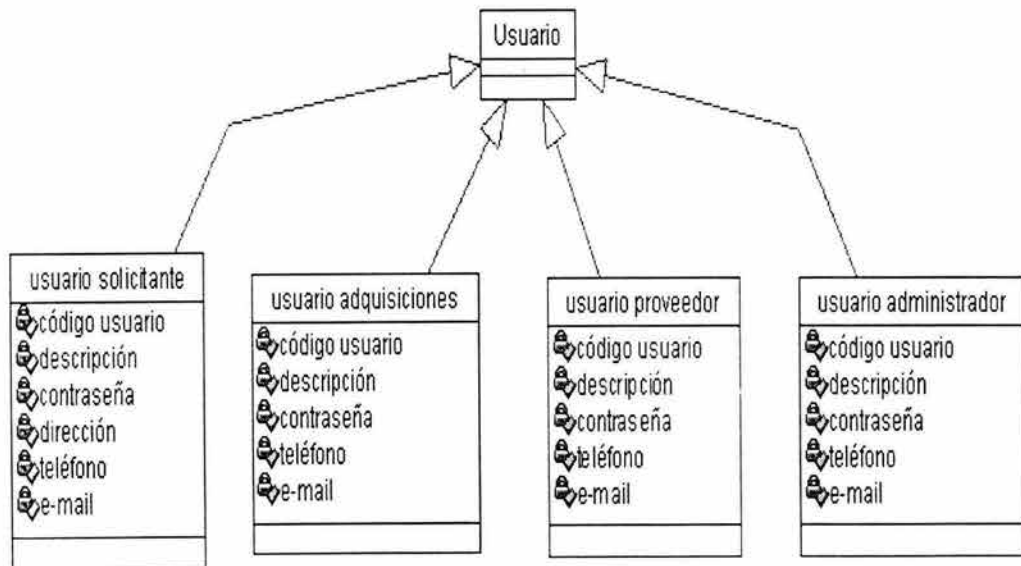 Usuario
usuario solicitante
código usuario
descripción
contraseña
dirección
teléfono
e-mail
usuario adquisiciones
código usuario
descripción
contraseña
teléfono
e-mail
usuario proveedor
código usuario
descripción
contraseña
teléfono
e-mail
usuario administrador
código usuario
descripción
contraseña
teléfono
e-mail